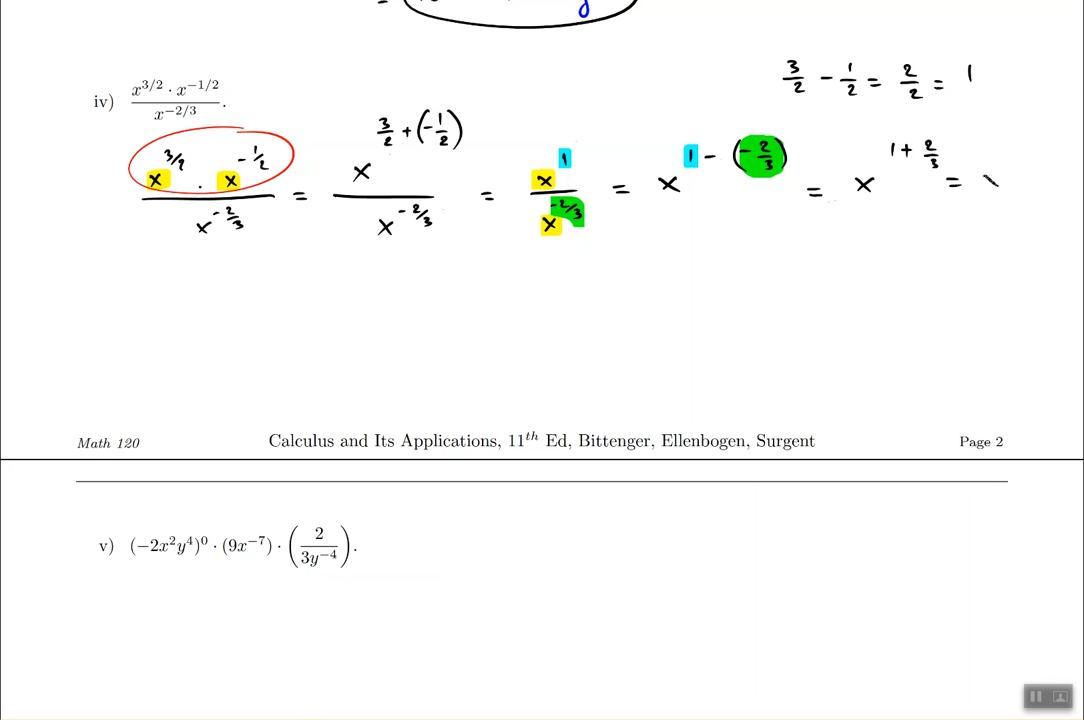 3/2 - 1/2 = 2/2 = 1
iv) x^{3/2} · x^{-1/2} / x^{-2/3}.
x^{3/2} · x^{-1/2} / x^{-2/3} = x^{3/2 + (-1/2)} / x^{-2/3} = x^1 / x^{-2/3} = x^{1 - (-2/3)} = x^{1 + 2/3} =
Math 120 Calculus and Its Applications, 11^{th} Ed, Bittenger, Ellenbogen, Surgent Page 2
v) (-2x^2y^4)^0 · (9x^{-7}) · (2 / 3y^{-4}).